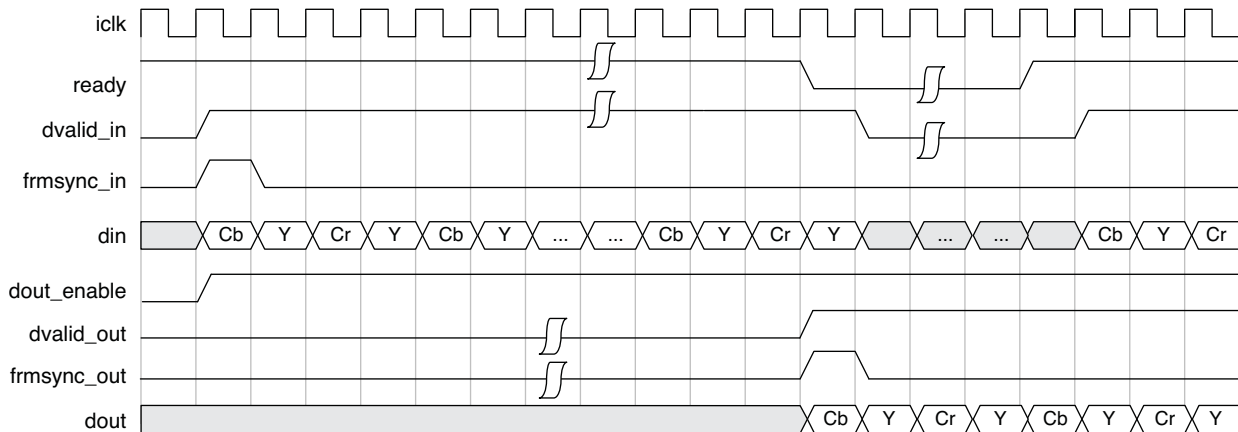 iclk
ready
dvalid_in
frmsync_in
din Cb Y Cr Y Cb Y ... ... Cb Y Cr Y ... ... Cb Y Cr
dout_enable
dvalid_out
frmsync_out
dout Cb Y Cr Y Cb Y Cr Y